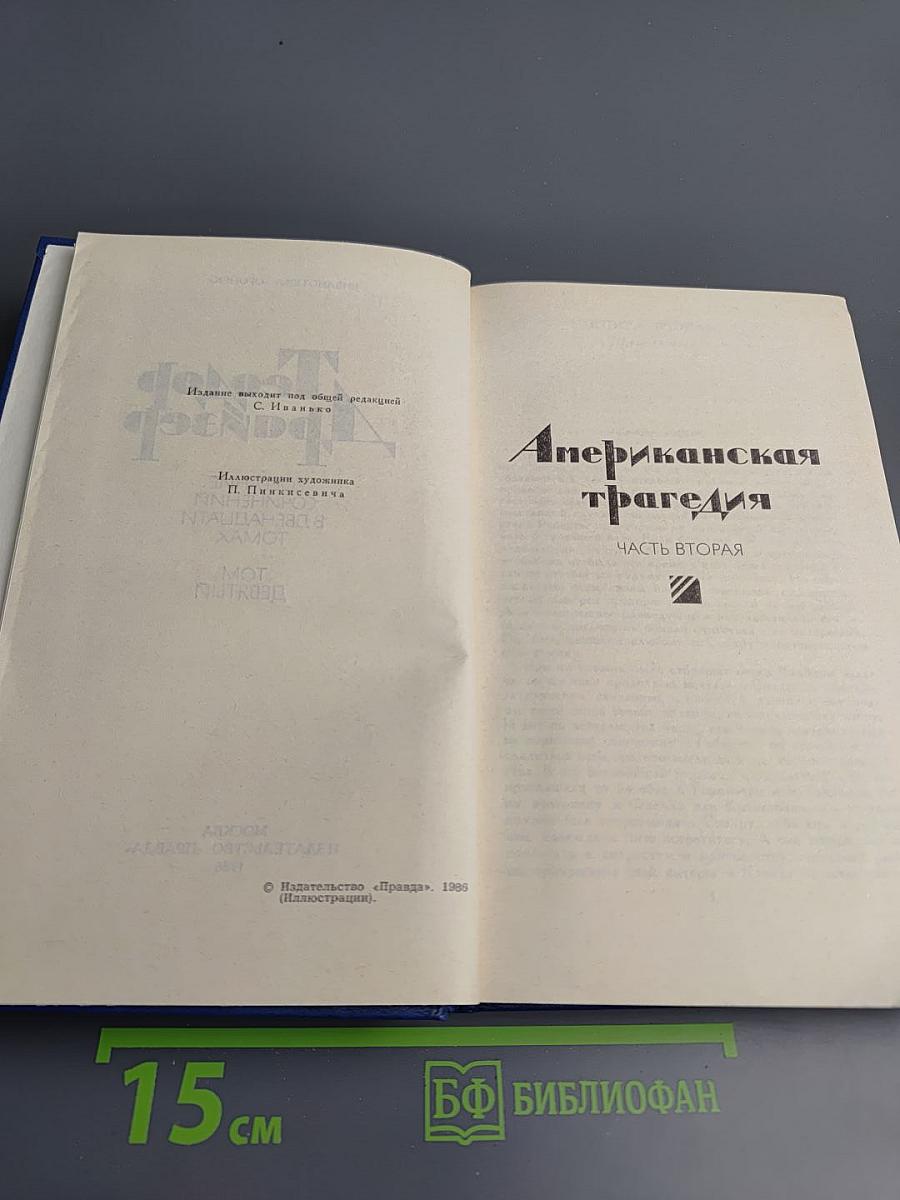 Издание выходит под общей редакцией
С. Иванько
Иллюстрации художника
П. Пинкисевича
© Издательство «Правда». 1986
(Иллюстрации).
Американская
трагедия
ЧАСТЬ ВТОРАЯ
15 см
БФ БИБЛИОФАН